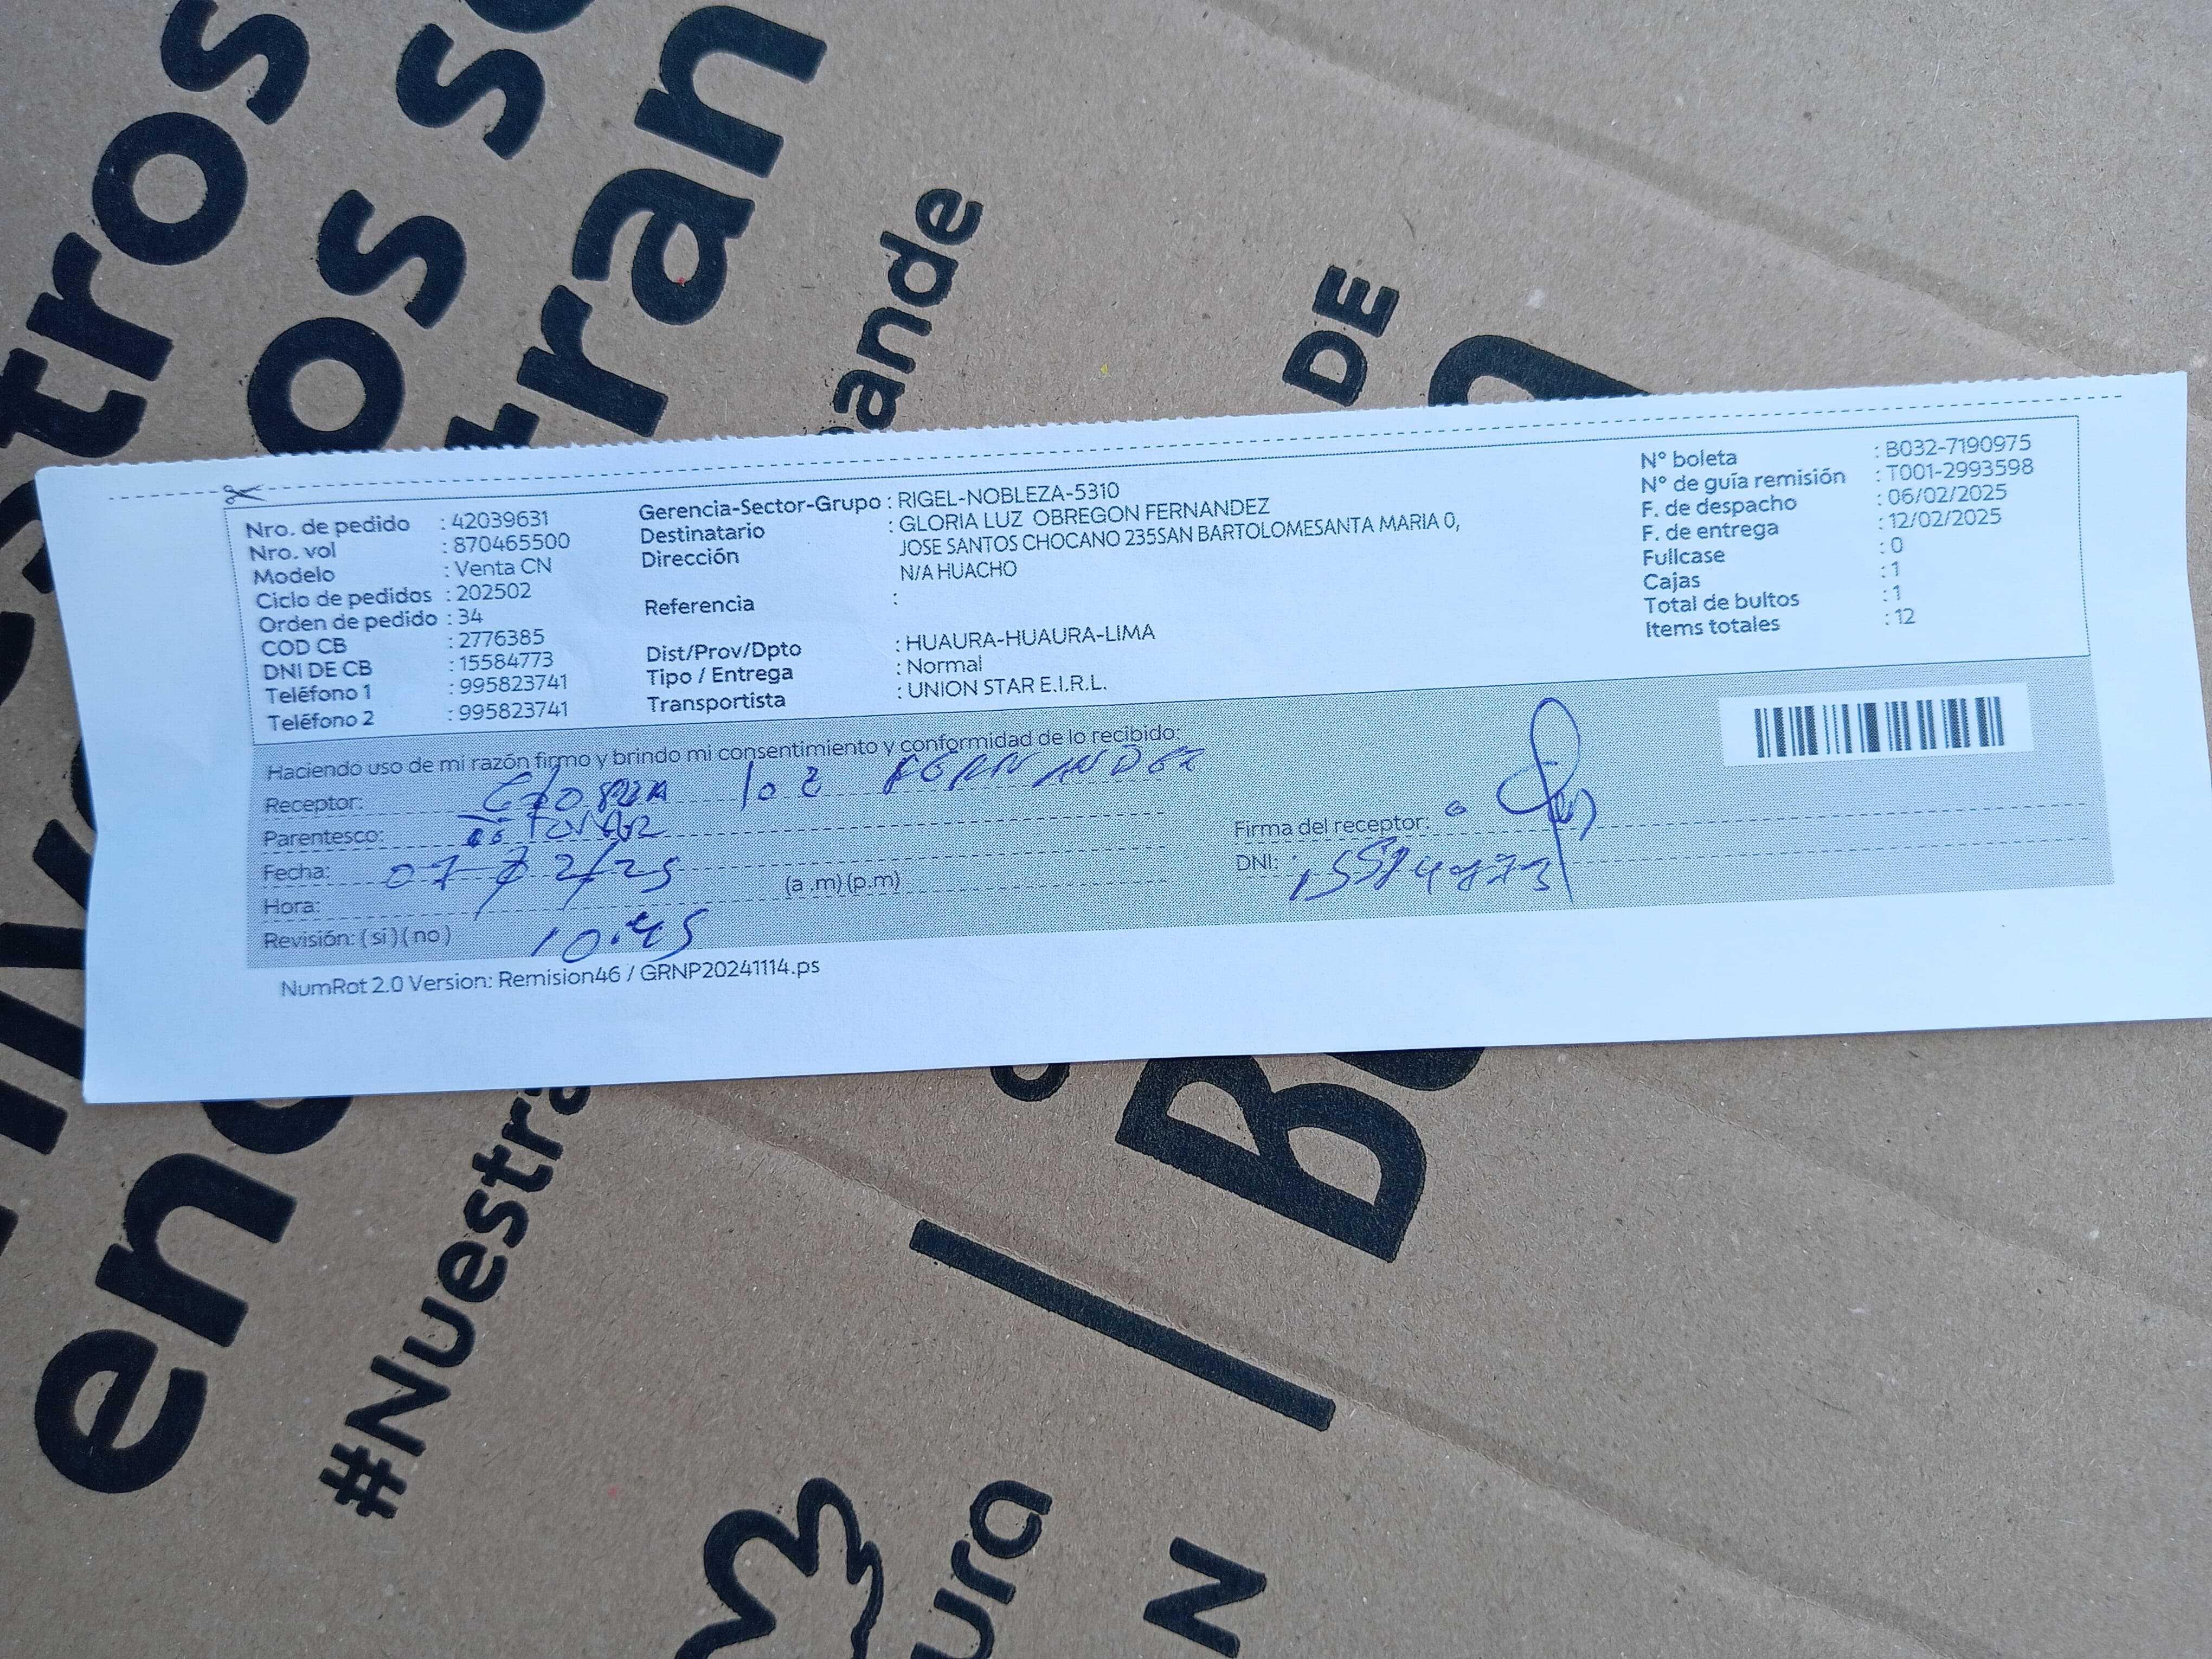 Nro. de pedido : 42039631
Nro. vol : 870465500
Modelo : Venta CN
Ciclo de pedidos : 202502
Orden de pedido : 34
COD CB : 2776385
DNI DE CB : 15584773
Teléfono 1 : 995823741
Teléfono 2 : 995823741
Gerencia-Sector-Grupo : RIGEL-NOBLEZA-5310
Destinatario : GLORIA LUZ OBREGON FERNANDEZ
Dirección JOSE SANTOS CHOCANO 235SAN BARTOLOMESANTA MARIA 0,
N/A HUACHO
Referencia :
Dist/Prov/Dpto : HUAURA-HUAURA-LIMA
Tipo / Entrega : Normal
Transportista : UNION STAR E.I.R.L.
N° boleta : B032-7190975
N° de guía remisión : T001-2993598
F. de despacho : 06/02/2025
F. de entrega : 12/02/2025
Fullcase : 0
Cajas : 1
Total de bultos : 1
Items totales : 12
Haciendo uso de mi razón firmo y brindo mi consentimiento y conformidad de lo recibido:
Receptor: FERNANDEZ
Parentesco:
Fecha: 07
Hora: (a .m) (p.m)
Revisión: ( si ) ( no ) 10:45
Firma del receptor:
DNI:
NumRot 2.0 Version: Remision46 / GRNP20241114.ps
DE
#Nuestra
N